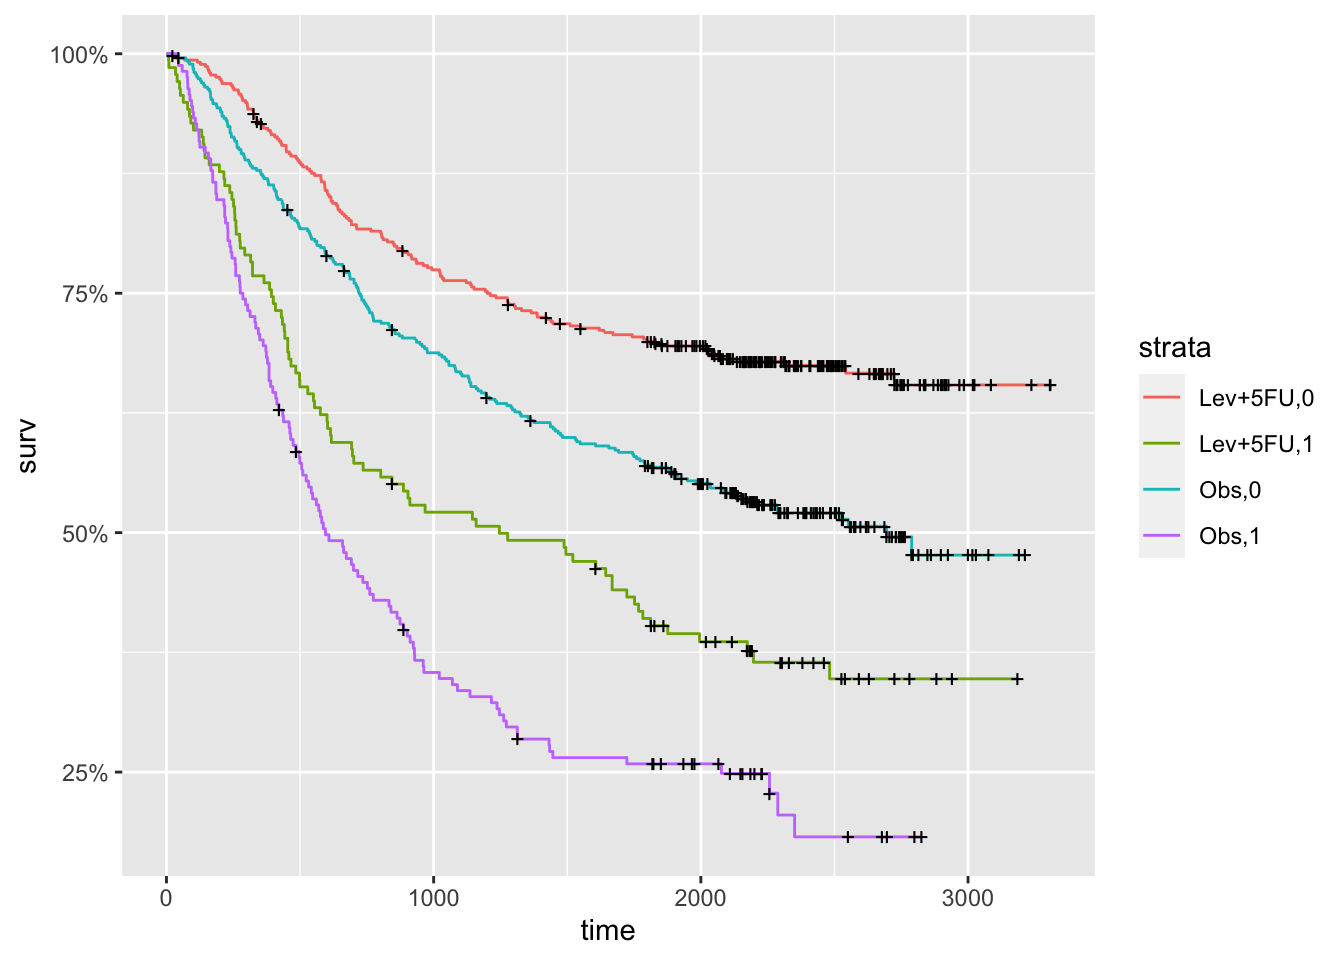 100%
75%
50%
25%
surv
0
1000
2000
3000
time
strata
Lev+5FU,0
Lev+5FU,1
Obs,0
Obs,1